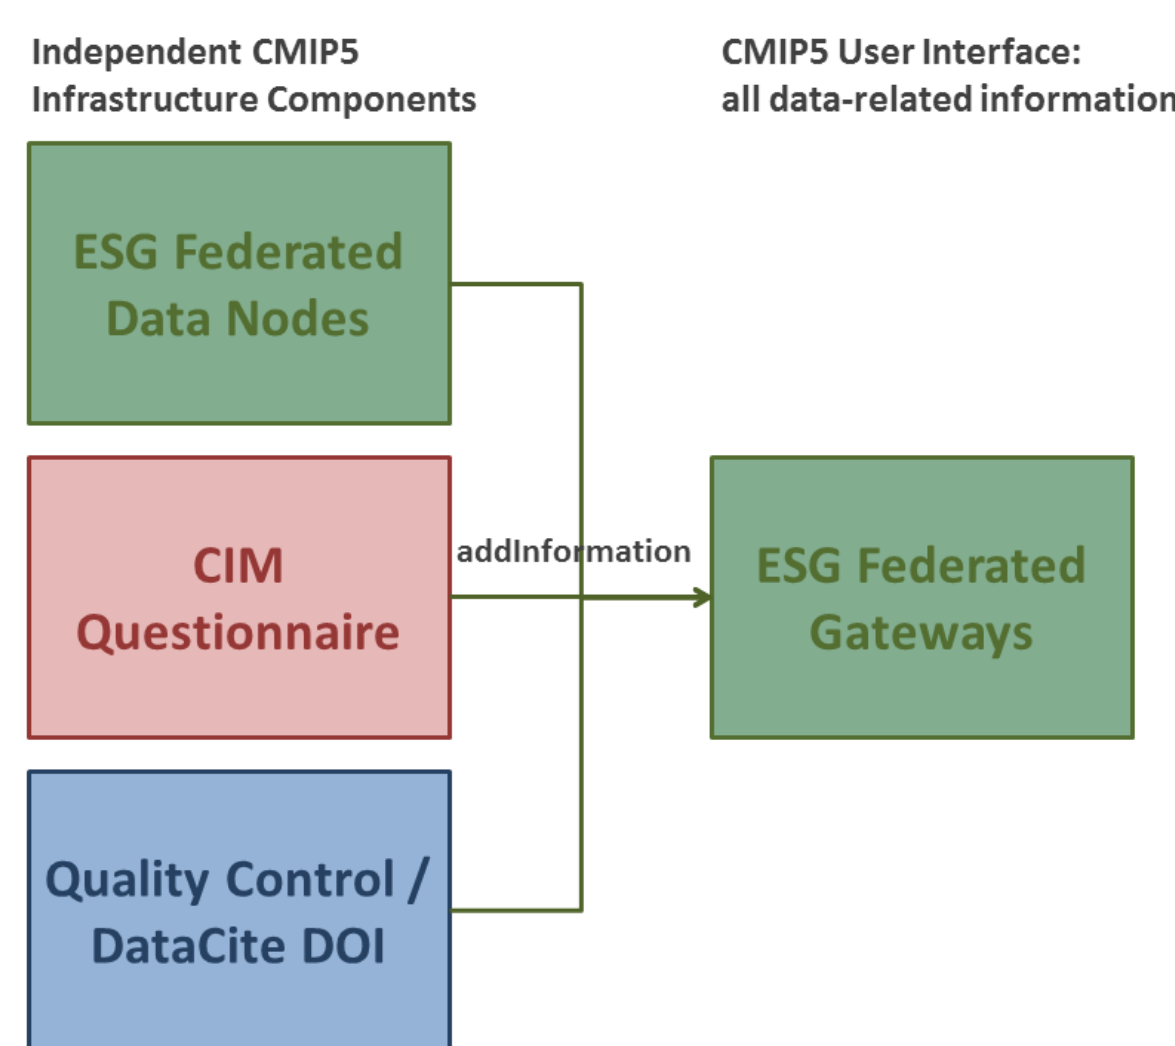 Independent CMIP5
Infrastructure Components
CMIP5 User Interface:
all data-related information
ESG Federated
Data Nodes
CIM
Questionnaire
addInformation
ESG Federated
Gateways
Quality Control /
DataCite DOI